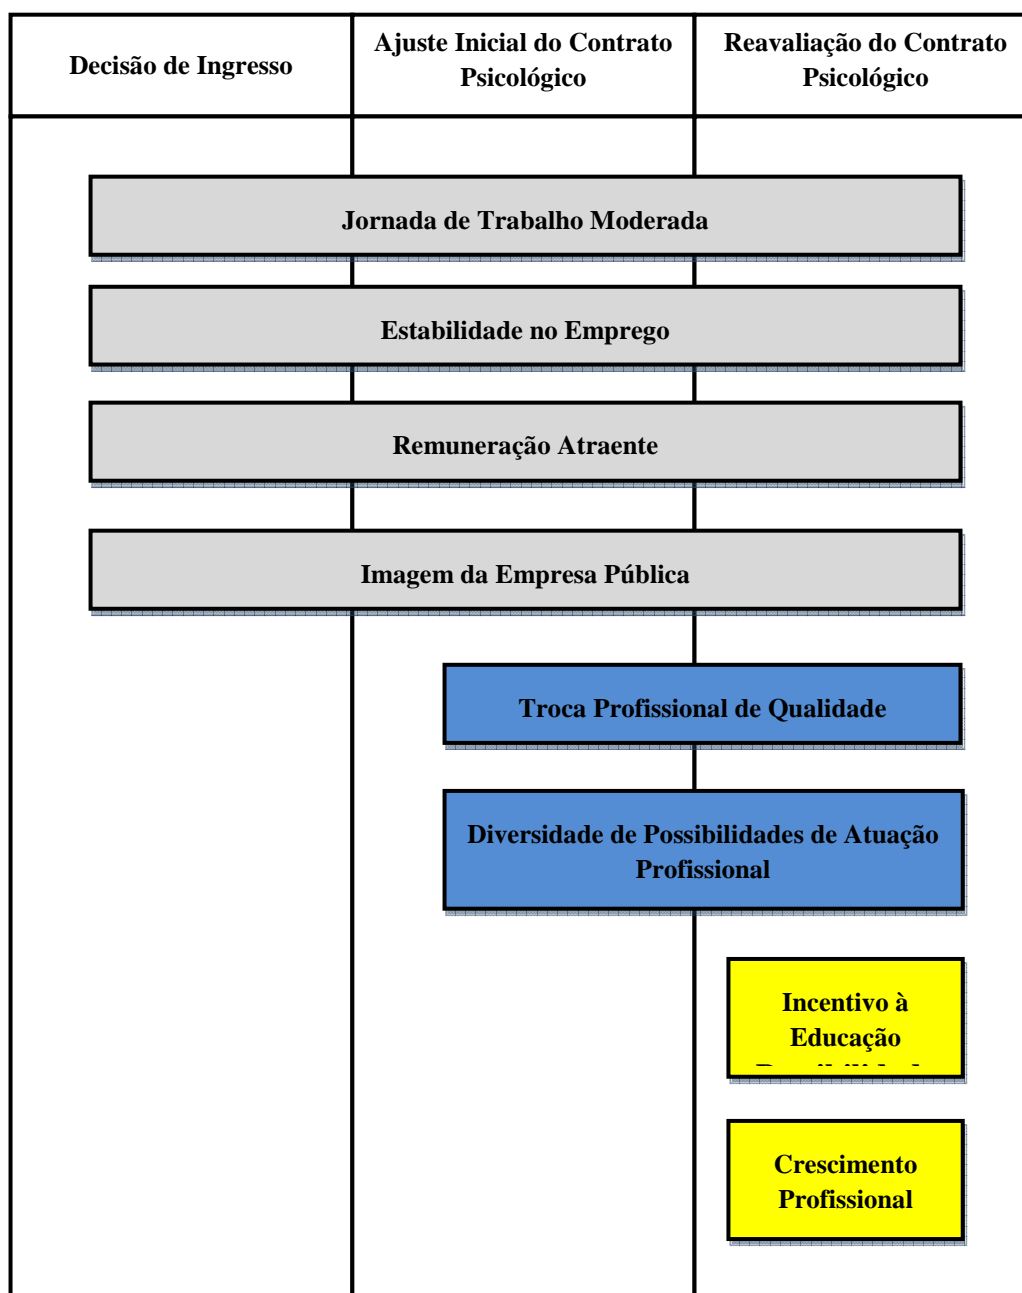 Decisão de Ingresso
Ajuste Inicial do Contrato
Psicológico
Reavaliação do Contrato
Psicológico
Jornada de Trabalho Moderada
Estabilidade no Emprego
Remuneração Atraente
Imagem da Empresa Pública
Troca Profissional de Qualidade
Diversidade de Possibilidades de Atuação
Profissional
Incentivo à
Educação
Crescimento
Profissional